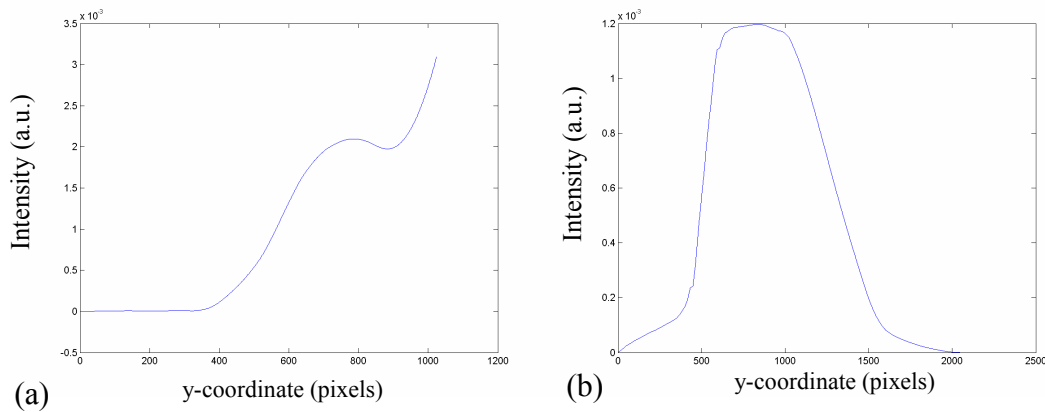 x 10⁻³
3.5
3
2.5
2
1.5
1
0.5
0
-0.5
0 200 400 600 800 1000 1200
Intensity (a.u.)
y-coordinate (pixels)
(a)
x 10⁻³
1.2
1
0.8
0.6
0.4
0.2
0
0 500 1000 1500 2000 2500
Intensity (a.u.)
y-coordinate (pixels)
(b)